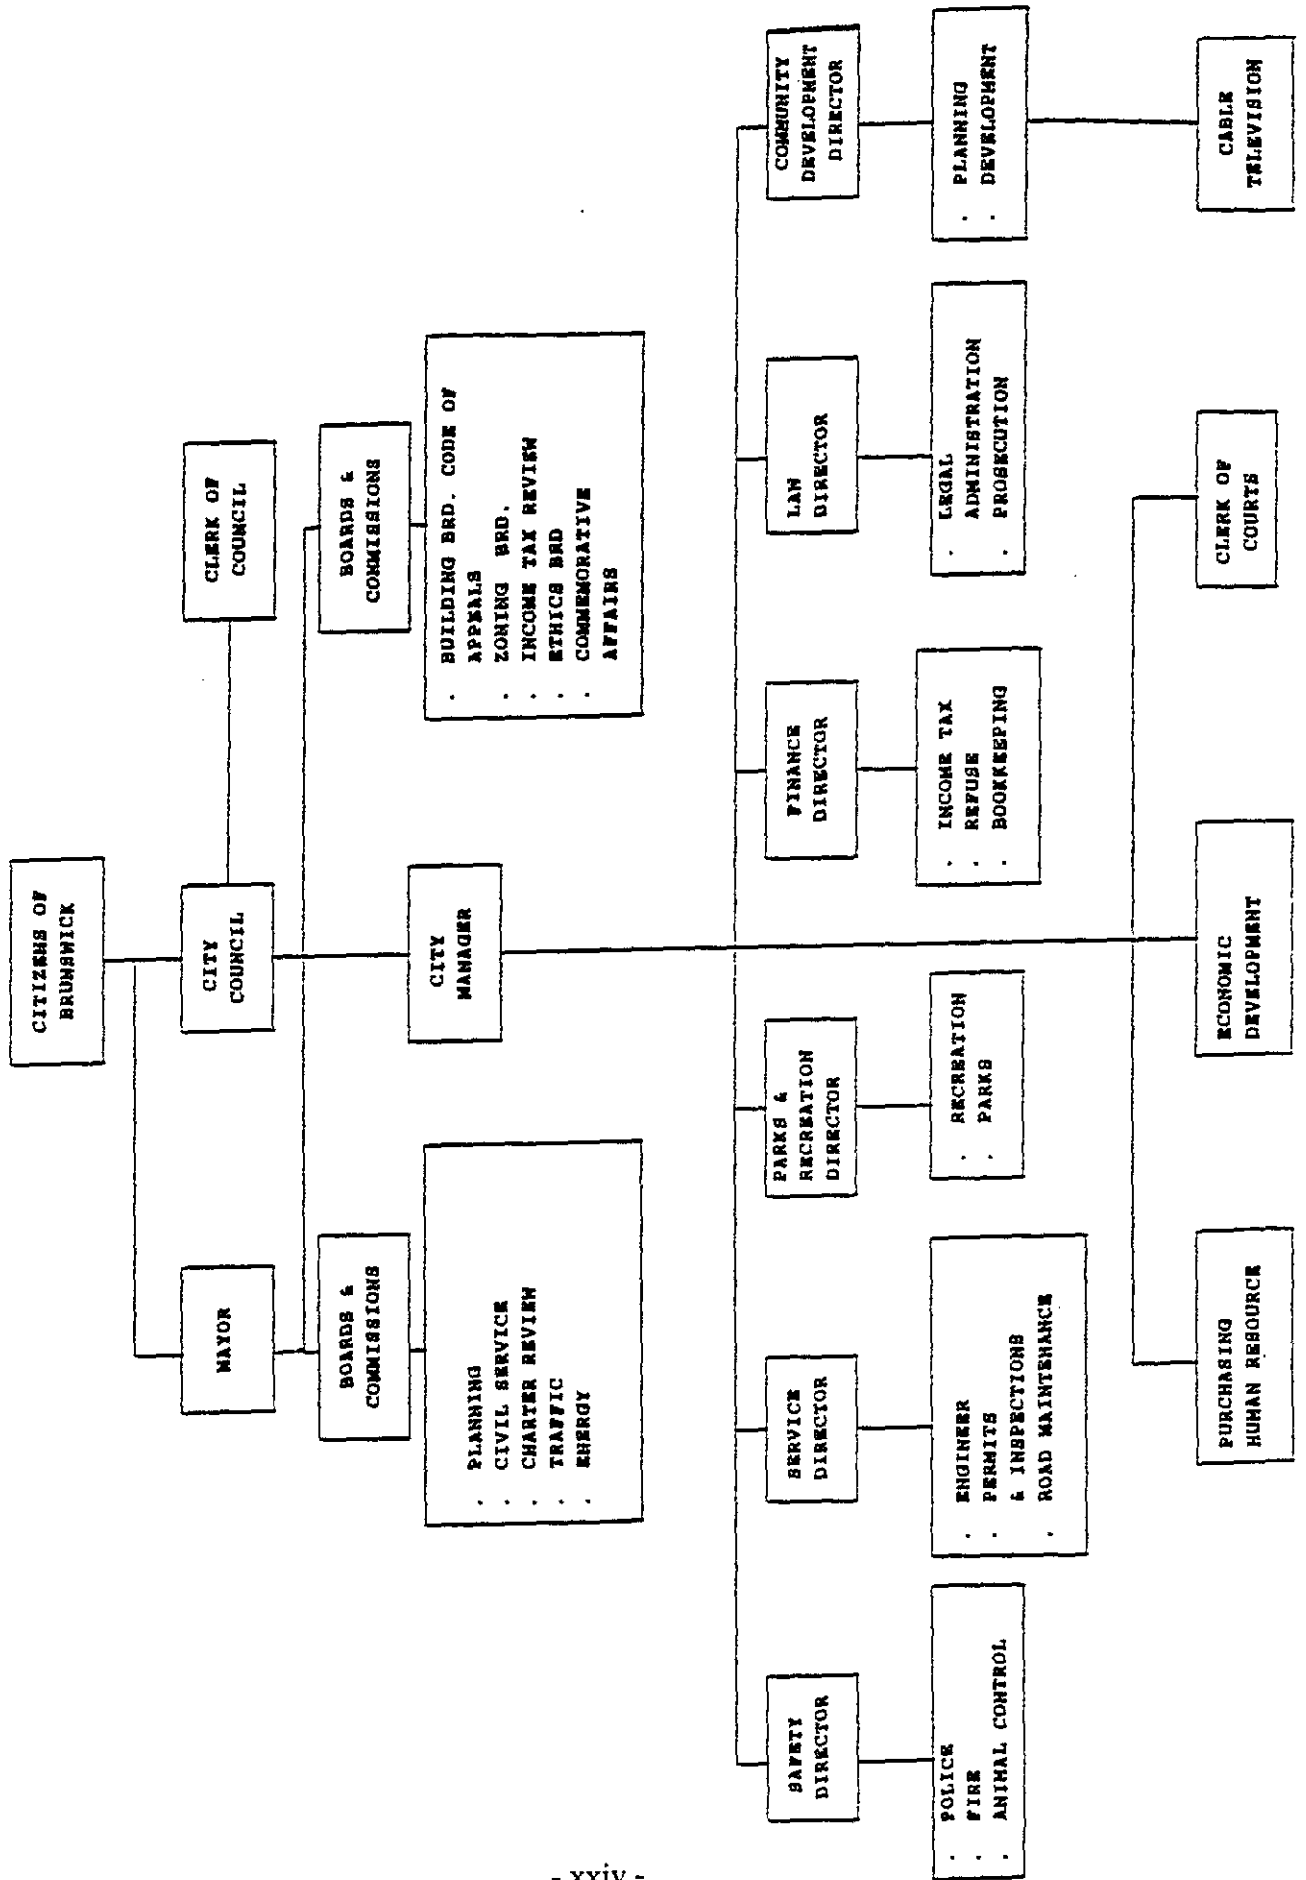 CITIZENS OF
BRUNSWICK
MAYOR
CITY
COUNCIL
CLERK OF
COUNCIL
BOARDS &
COMMISSIONS
BOARDS &
COMMISSIONS
. PLANNING
. CIVIL SERVICE
. CHARTER REVIEW
. TRAFFIC
. ENERGY
CITY
MANAGER
. BUILDING BRD. CODE OF
APPEALS
. ZONING BRD.
. INCOME TAX REVIEW
. ETHICS BRD
. COMMEMORATIVE
AFFAIRS
SAFETY
DIRECTOR
SERVICE
DIRECTOR
PARKS &
RECREATION
DIRECTOR
FINANCE
DIRECTOR
LAW
DIRECTOR
COMMUNITY
DEVELOPMENT
DIRECTOR
. POLICE
. FIRE
. ANIMAL CONTROL
. ENGINEER
. PERMITS
& INSPECTIONS
. ROAD MAINTENANCE
. RECREATION
. PARKS
. INCOME TAX
. REFUSE
. BOOKKEEPING
. LEGAL
ADMINISTRATION
. PROSECUTION
. PLANNING
. DEVELOPMENT
PURCHASING
HUMAN RESOURCE
ECONOMIC
DEVELOPMENT
CLERK OF
COURTS
CABLE
TELEVISION
- xxiv -